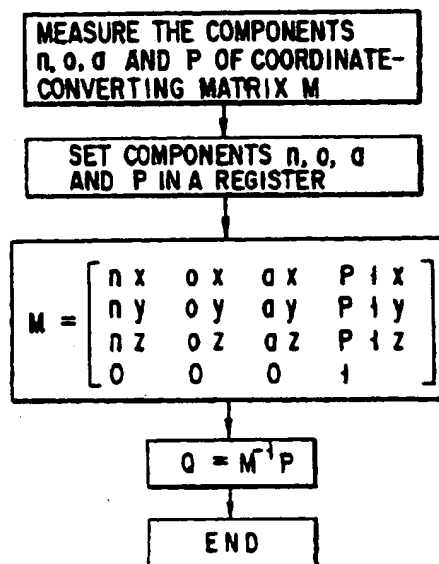 MEASURE THE COMPONENTS
n, o, a AND P OF COORDINATE-
CONVERTING MATRIX M
SET COMPONENTS n, o, a
AND P IN A REGISTER
M = [ nx ox ax P1x
ny oy ay P1y
nz oz az P1z
0 0 0 1 ]
Q = M⁻¹P
END